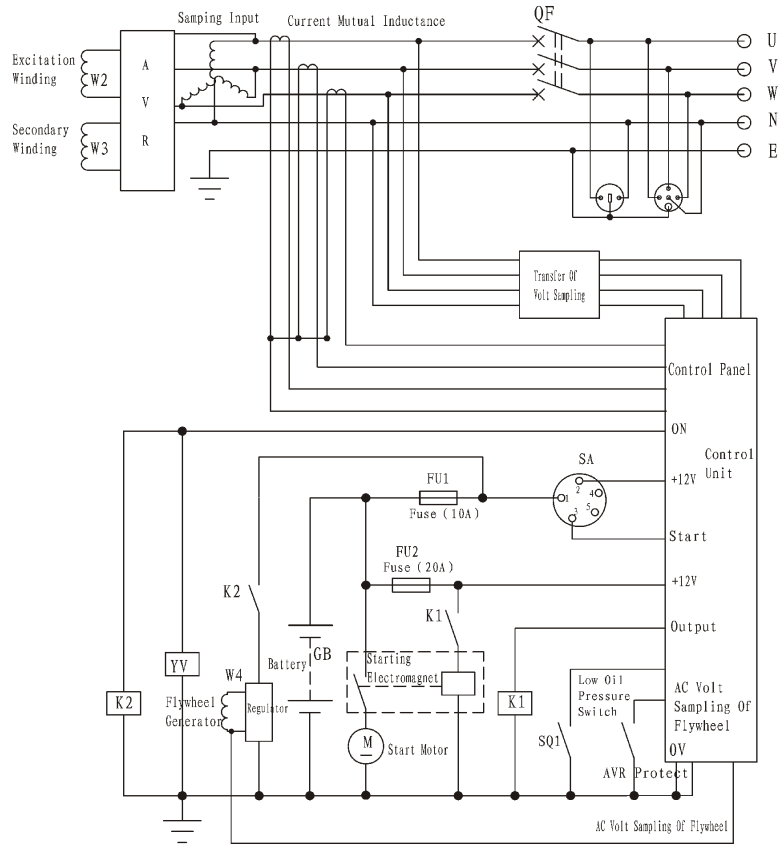 Samping Input
Current Mutual Inductance
QF
U
Excitation
Winding
W2
A
V
V
W
Secondary
Winding
W3
R
N
E
Transfer Of
Volt Sampling
Control Panel
ON
Control
Unit
SA
FU1
Fuse (10A)
1
2
3
4
5
+12V
Start
FU2
Fuse (20A)
+12V
K2
K1
Output
GB
Battery
Starting
Electromagnet
YV
W4
K2
Flywheel
Generator
Regulator
K1
Low Oil
Pressure
Switch
AC Volt
Sampling Of
Flywheel
M
Start Motor
SQ1
0V
AVR Protect
AC Volt Sampling Of Flywheel